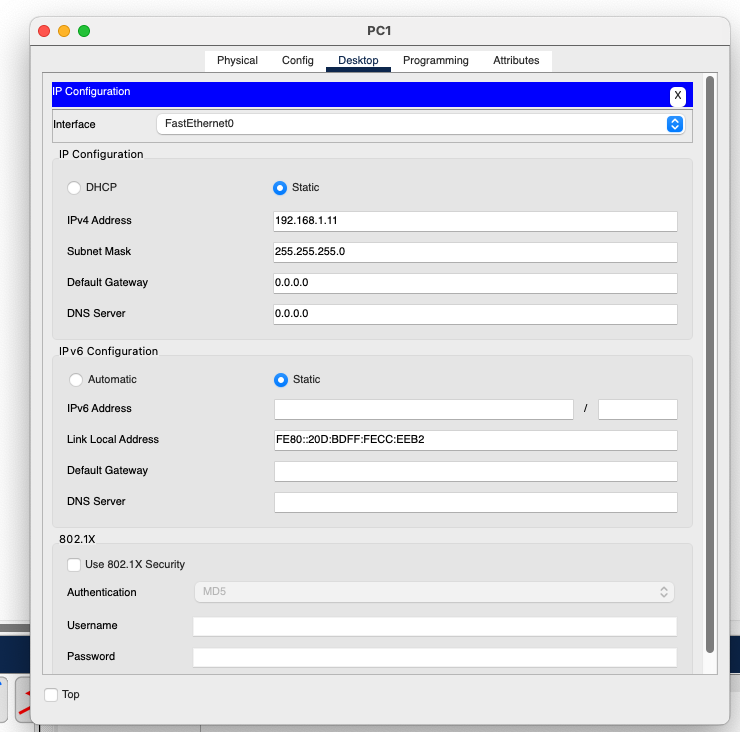 PC1
Physical Config Desktop Programming Attributes
IP Configuration
X
Interface FastEthernet0
IP Configuration
DHCP Static
IPv4 Address 192.168.1.11
Subnet Mask 255.255.255.0
Default Gateway 0.0.0.0
DNS Server 0.0.0.0
IPv6 Configuration
Automatic Static
IPv6 Address /
Link Local Address FE80::20D:BDFF:FECC:EEB2
Default Gateway
DNS Server
802.1X
Use 802.1X Security
Authentication MD5
Username
Password
Top